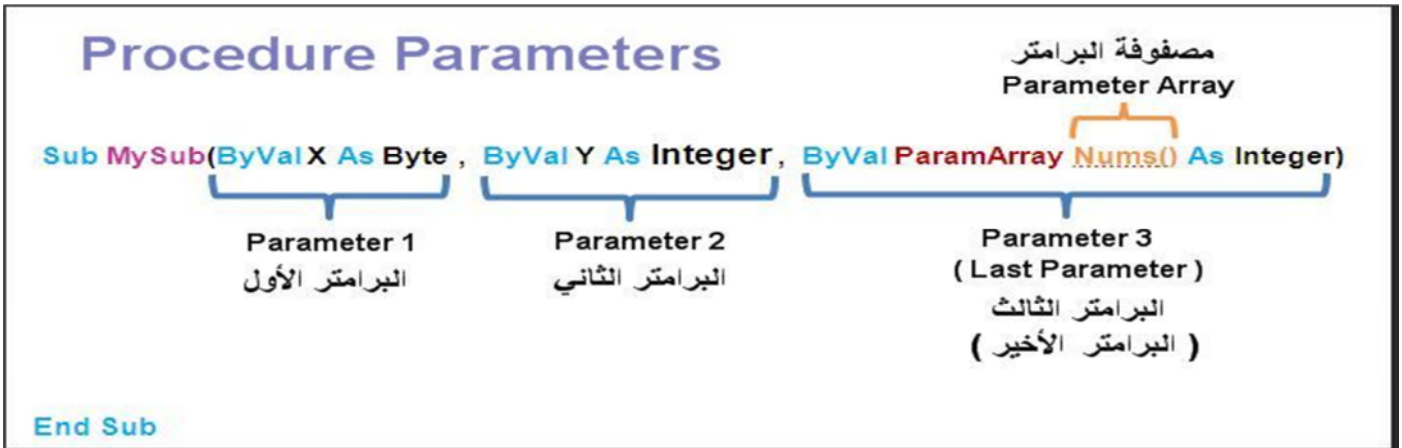 Procedure Parameters
مصفوفة البرامتر
Parameter Array
Sub MySub(ByVal X As Byte , ByVal Y As Integer, ByVal ParamArray Nums() As Integer)
Parameter 1
البرامتر الأول
Parameter 2
البرامتر الثاني
Parameter 3
( Last Parameter )
البرامتر الثالث
( البرامتر الأخير )
End Sub